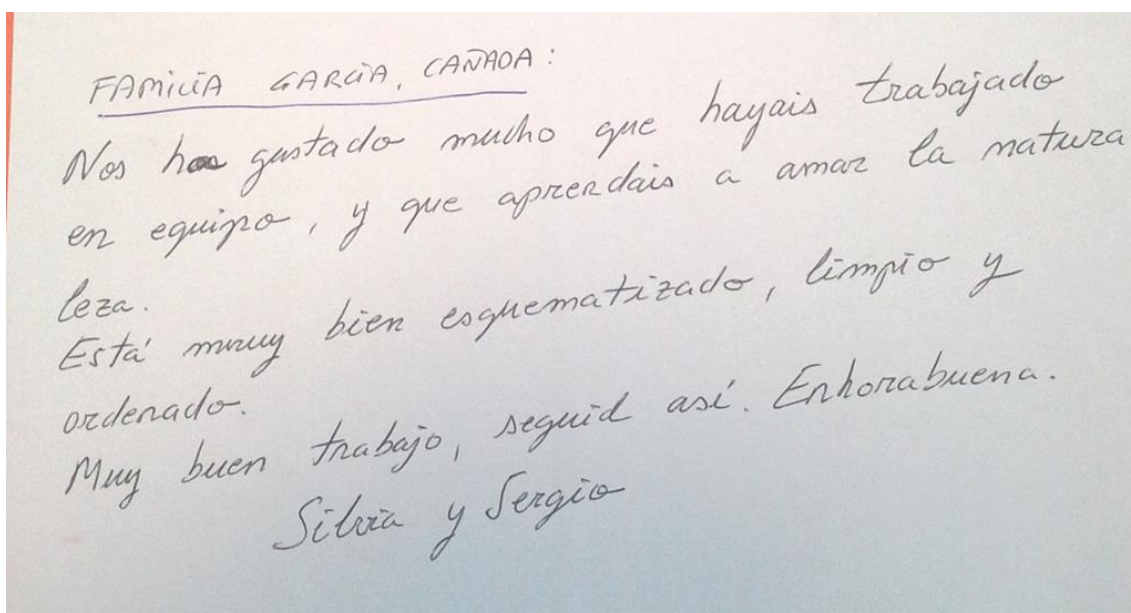 FAMILIA GARCÍA, CAÑADA:
Nos ha gustado mucho que hayais trabajado
en equipo, y que aprendais a amar la natura
leza.
Está muy bien esquematizado, limpio y
ordenado.
Muy buen trabajo, seguid así. Enhorabuena.
Silvia y Sergio